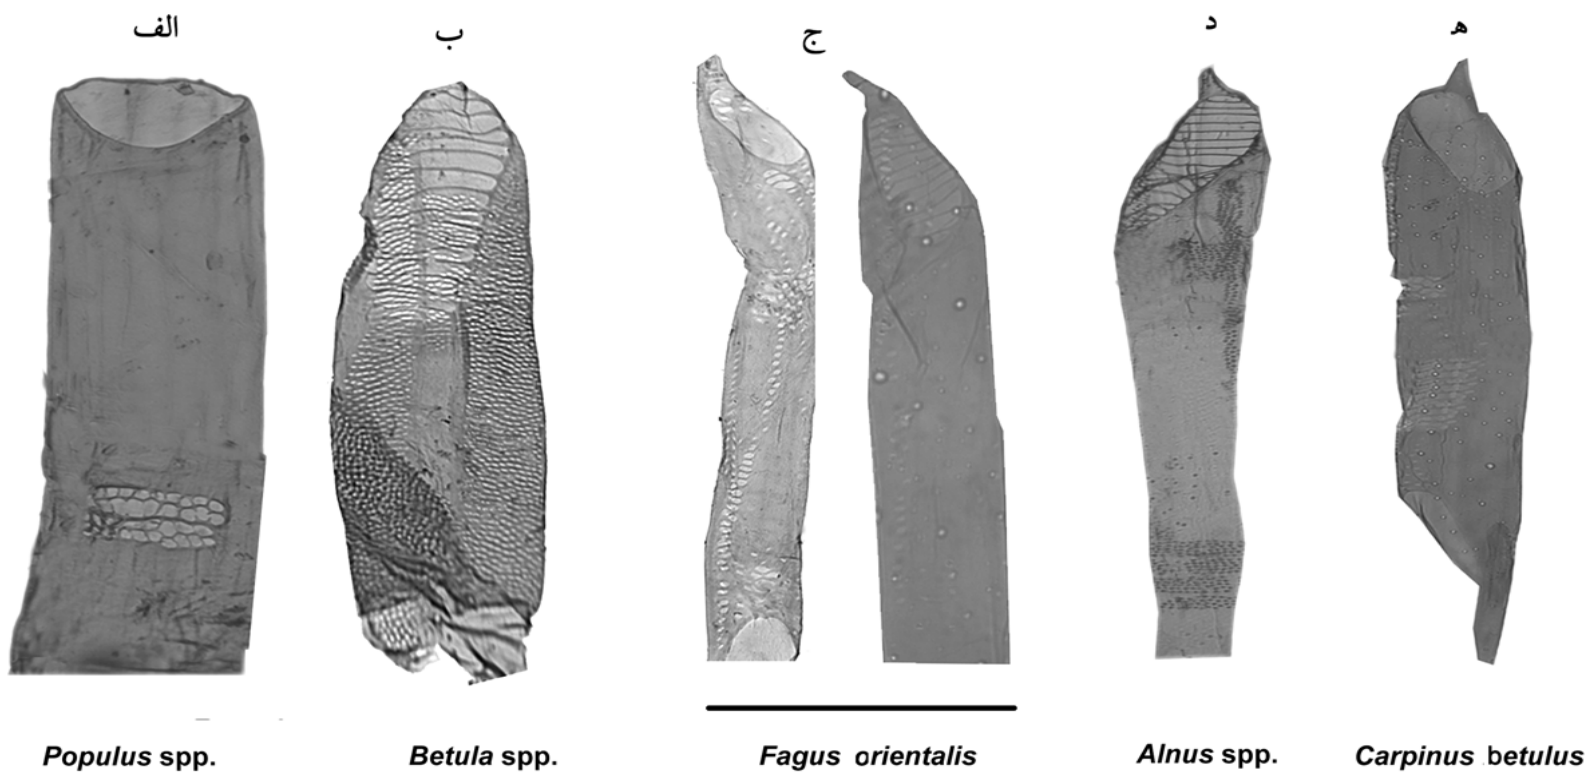 الف ب ج د ه
Populus spp. Betula spp. Fagus orientalis Alnus spp. Carpinus betulus